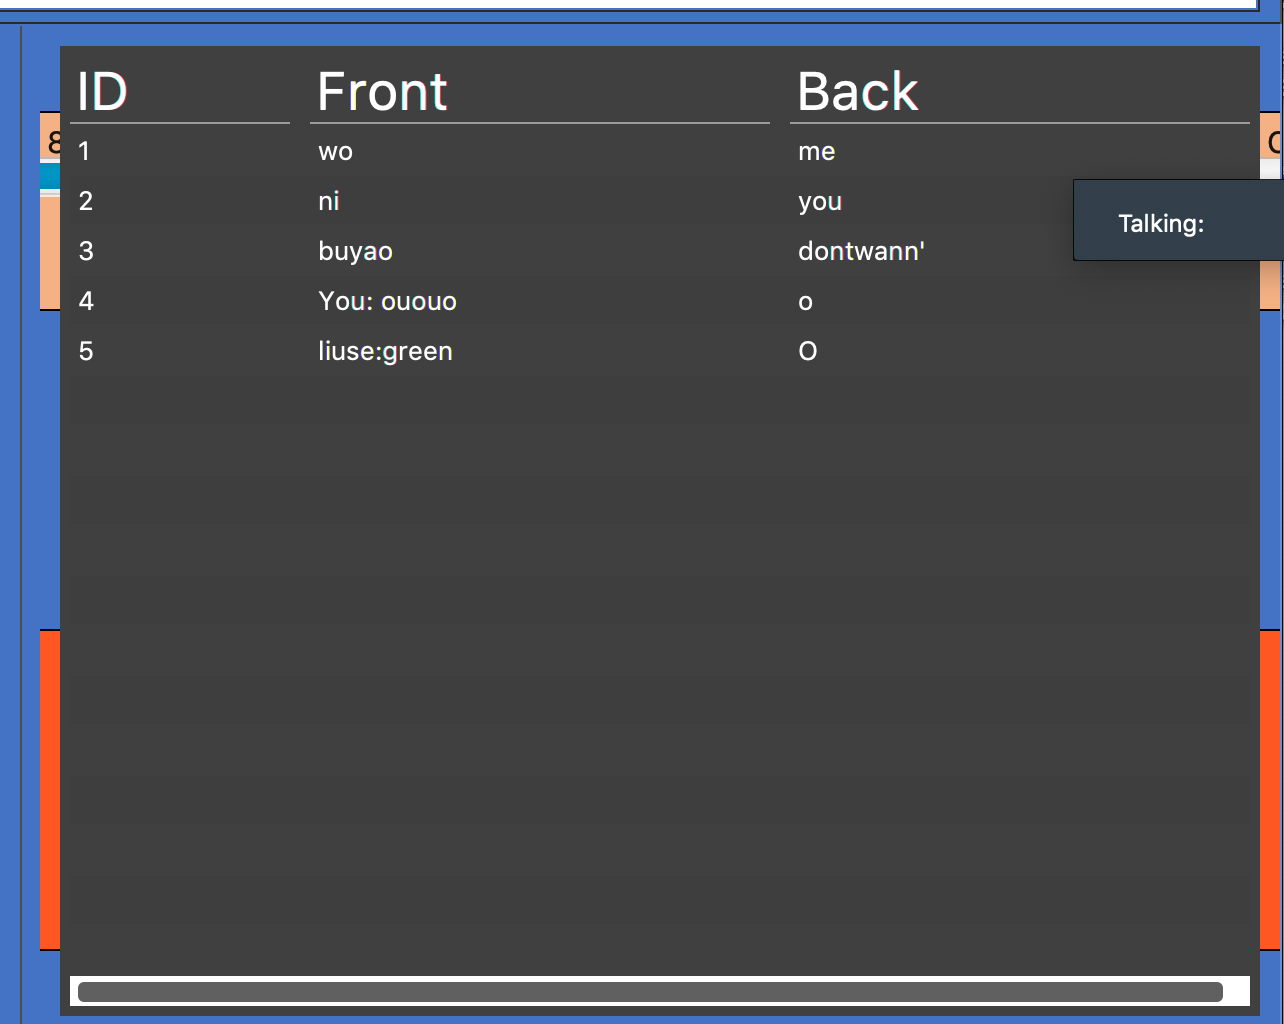 ID Front Back
8 1 wo me
2 ni you
Talking:
3 buyao dontwann'
4 You: ououo o
5 liuse:green O